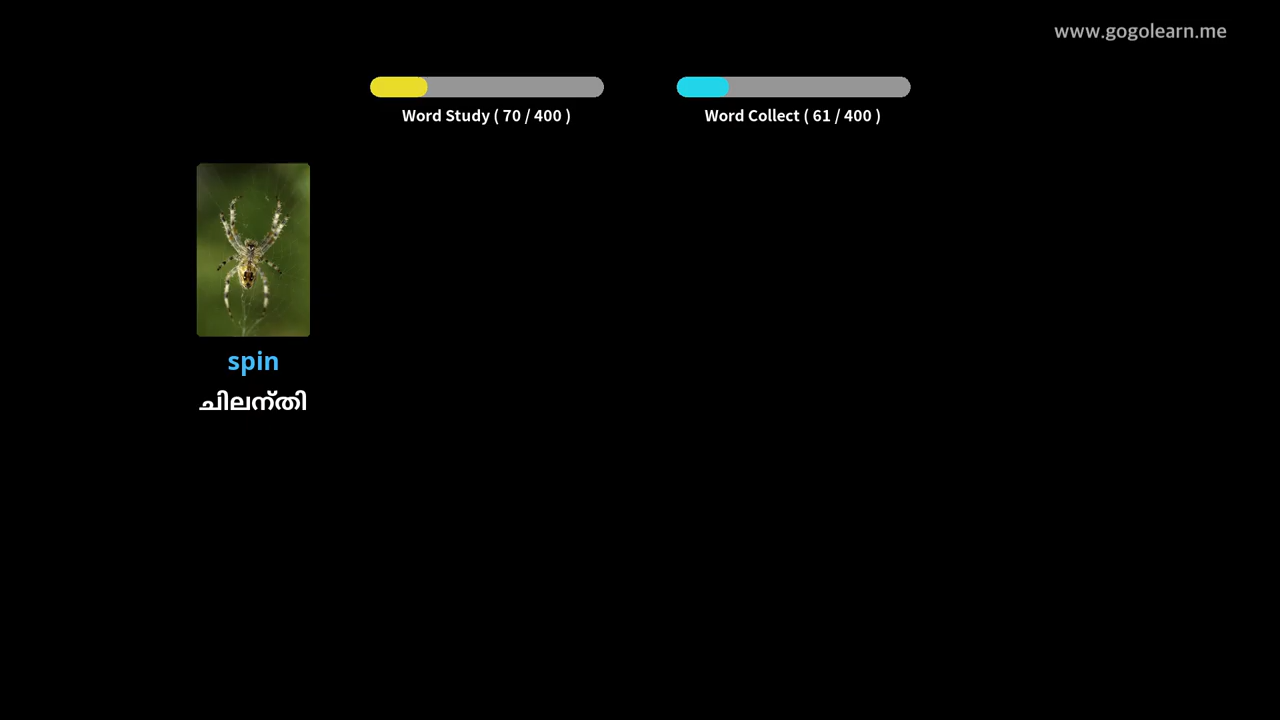 www.gogolearn.me
Word Study ( 70 / 400 )
Word Collect ( 61 / 400 )
spin
ചിലന്തി